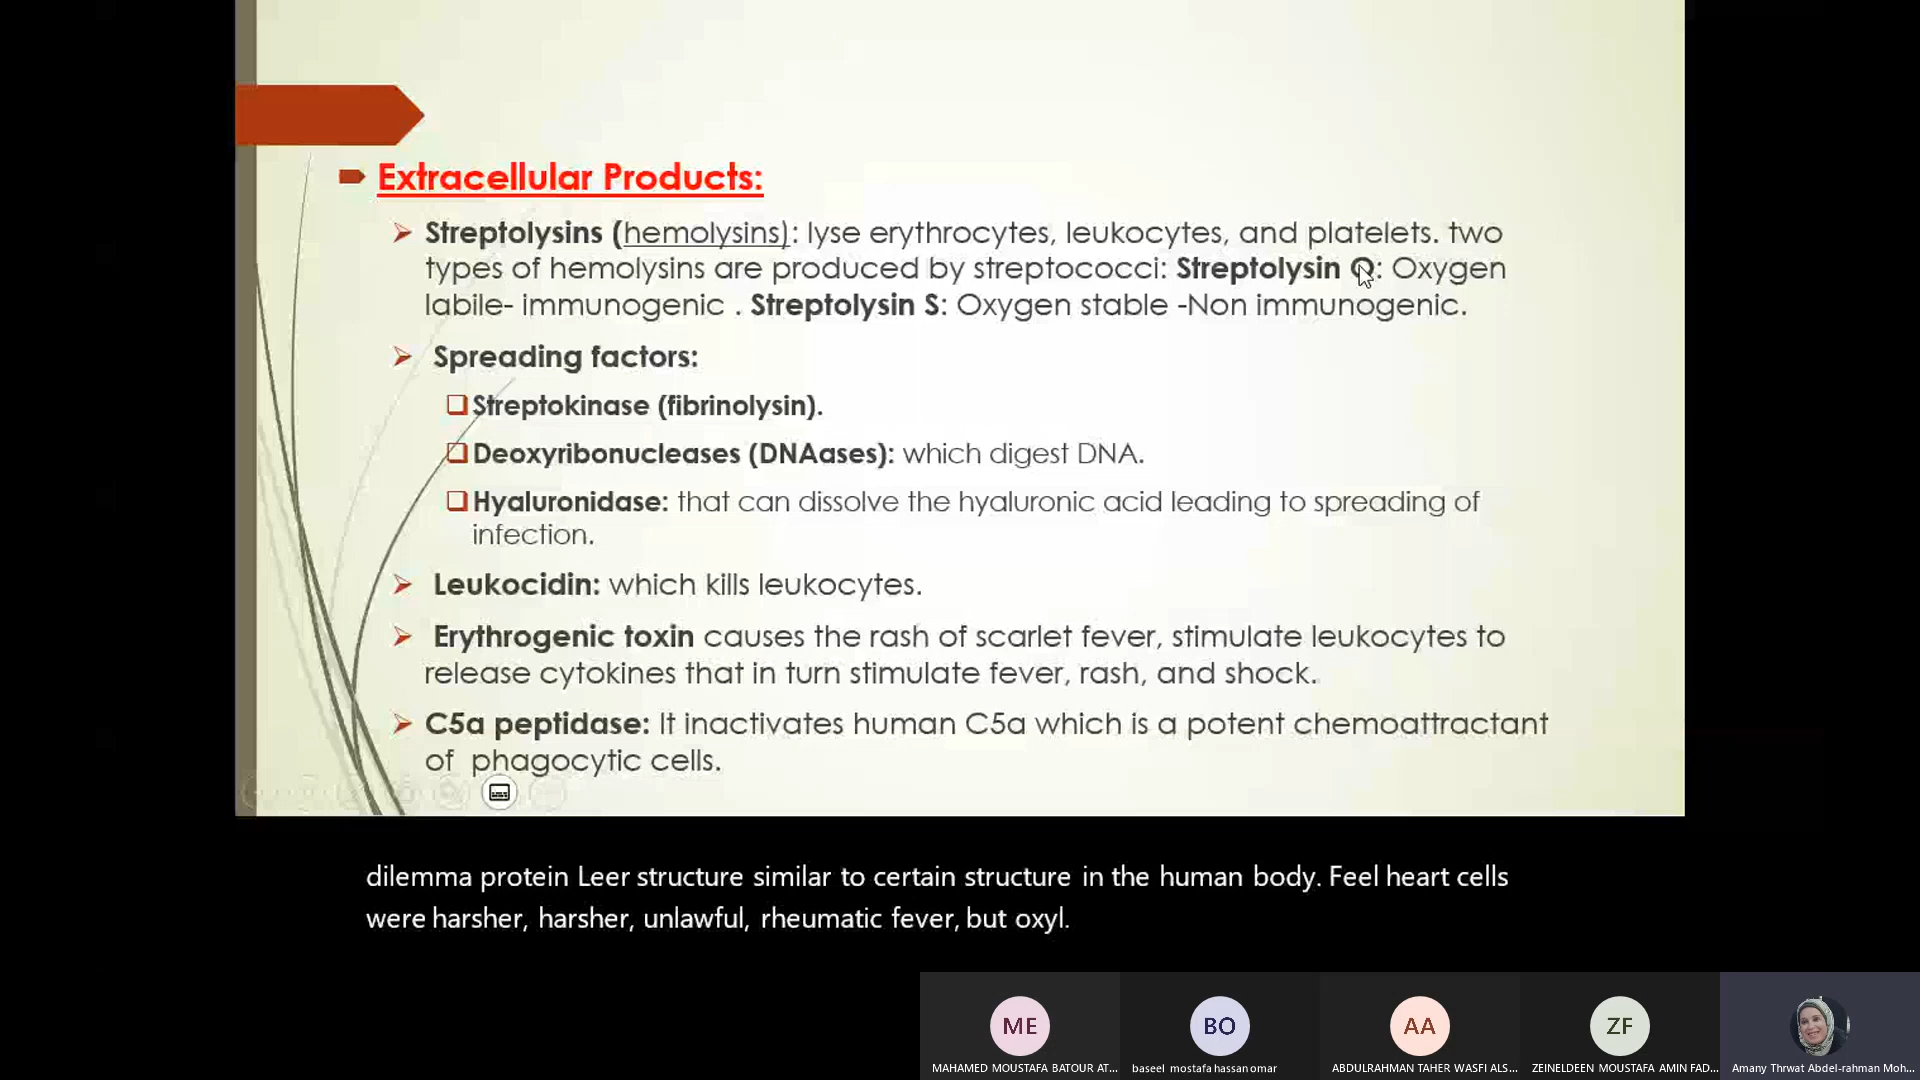 Extracellular Products:
Streptolysins (hemolysins): lyse erythrocytes, leukocytes, and platelets. two
types of hemolysins are produced by streptococci: Streptolysin O: Oxygen
labile- immunogenic . Streptolysin S: Oxygen stable -Non immunogenic.
Spreading factors:
Streptokinase (fibrinolysin).
Deoxyribonucleases (DNAases): which digest DNA.
Hyaluronidase: that can dissolve the hyaluronic acid leading to spreading of
infection.
Leukocidin: which kills leukocytes.
Erythrogenic toxin causes the rash of scarlet fever, stimulate leukocytes to
release cytokines that in turn stimulate fever, rash, and shock.
C5a peptidase: It inactivates human C5a which is a potent chemoattractant
of phagocytic cells.
dilemma protein Leer structure similar to certain structure in the human body. Feel heart cells
were harsher, harsher, unlawful, rheumatic fever, but oxyl.
ME BO AA ZF
MAHAMED MOUSTAFA BATOUR AT... baseel mostafa hassan omar ABDULRAHMAN TAHER WASFI ALS... ZEINELDEEN MOUSTAFA AMIN FAD... Amany Thrwat Abdel-rahman Moh...